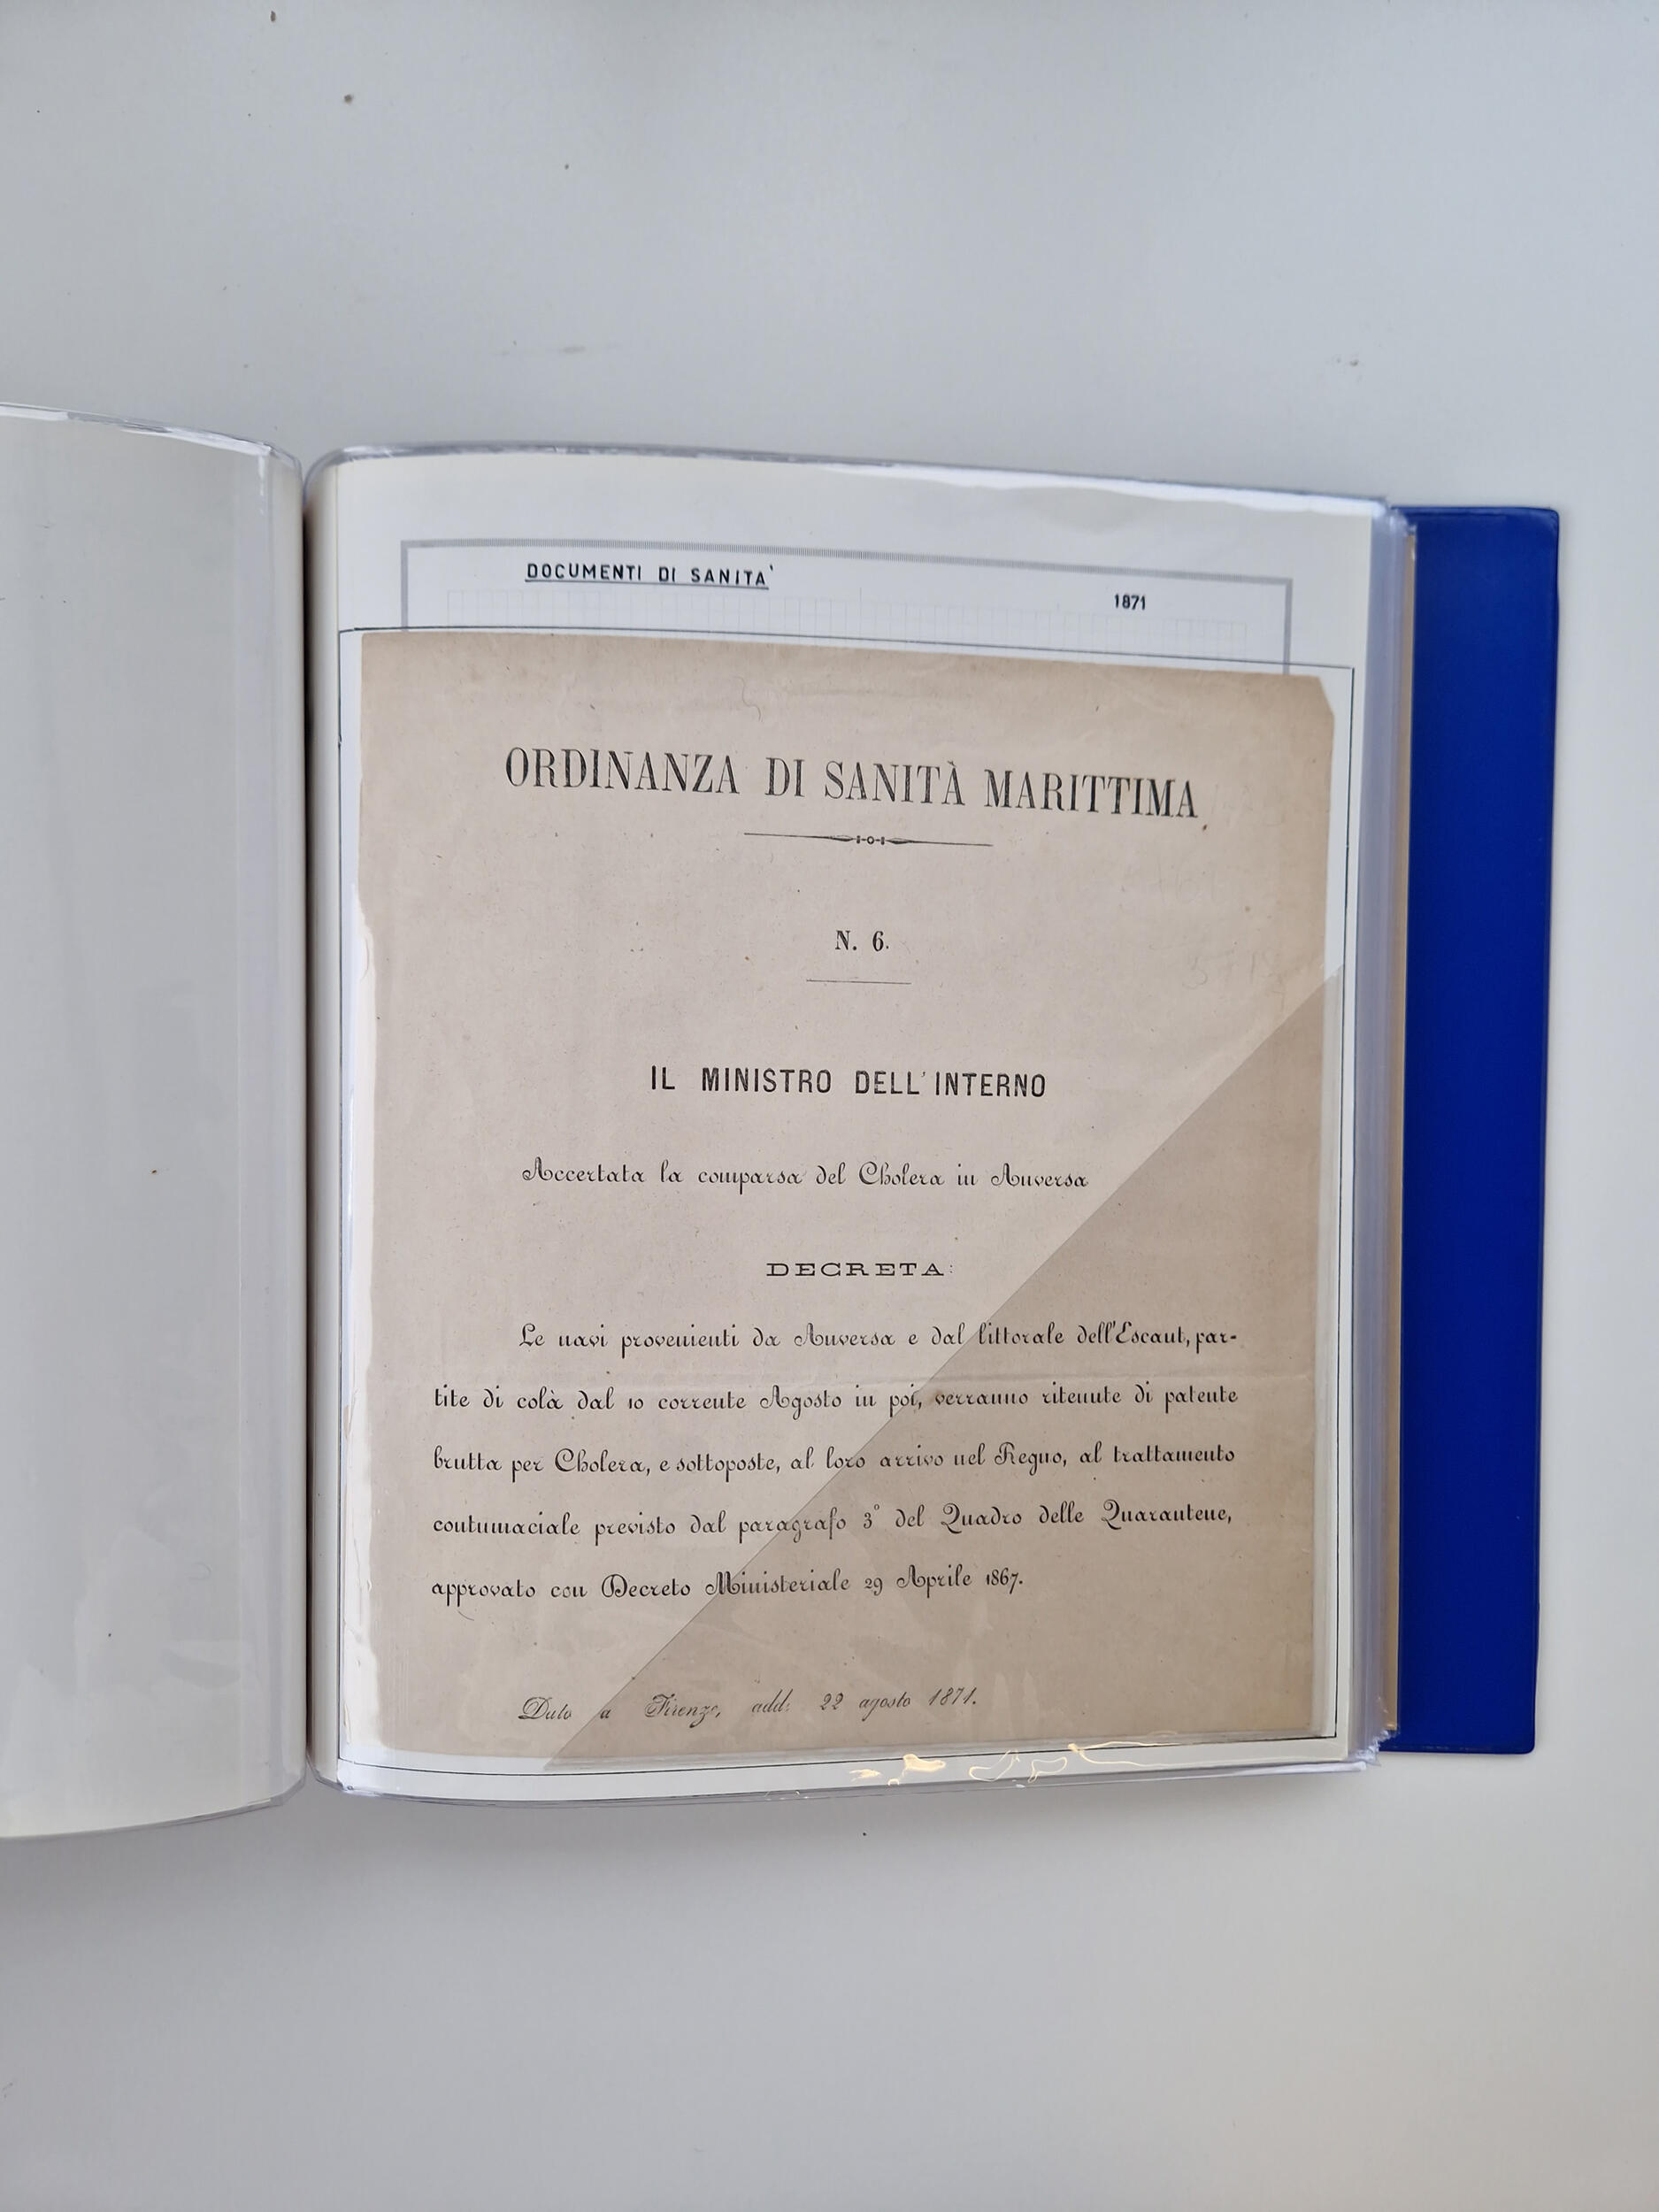 DOCUMENTI DI SANITA'
1871
ORDINANZA DI SANITÀ MARITTIMA
N. 6.
IL MINISTRO DELL'INTERNO
Accertata la comparsa del Cholera in Anversa
DECRETA:
Le navi provenienti da Anversa e dal littorale dell'Escaut, par-
tite di colà dal 10 corrente Agosto in poi, verranno ritenute di patente
brutta per Cholera, e sottoposte, al loro arrivo nel Regno, al trattamento
contumaciale previsto dal paragrafo 3° del Quadro delle Quarantene,
approvato con Decreto Ministeriale 29 Aprile 1867.
Dato a Firenze, addì 22 agosto 1871.